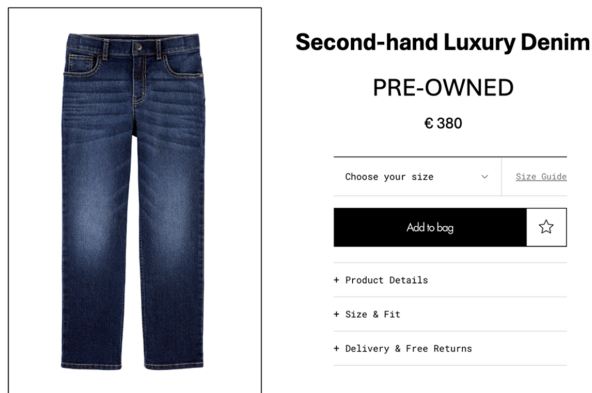 Second-hand Luxury Denim
PRE-OWNED
€ 380
Choose your size
Size Guide
Add to bag
+ Product Details
+ Size & Fit
+ Delivery & Free Returns